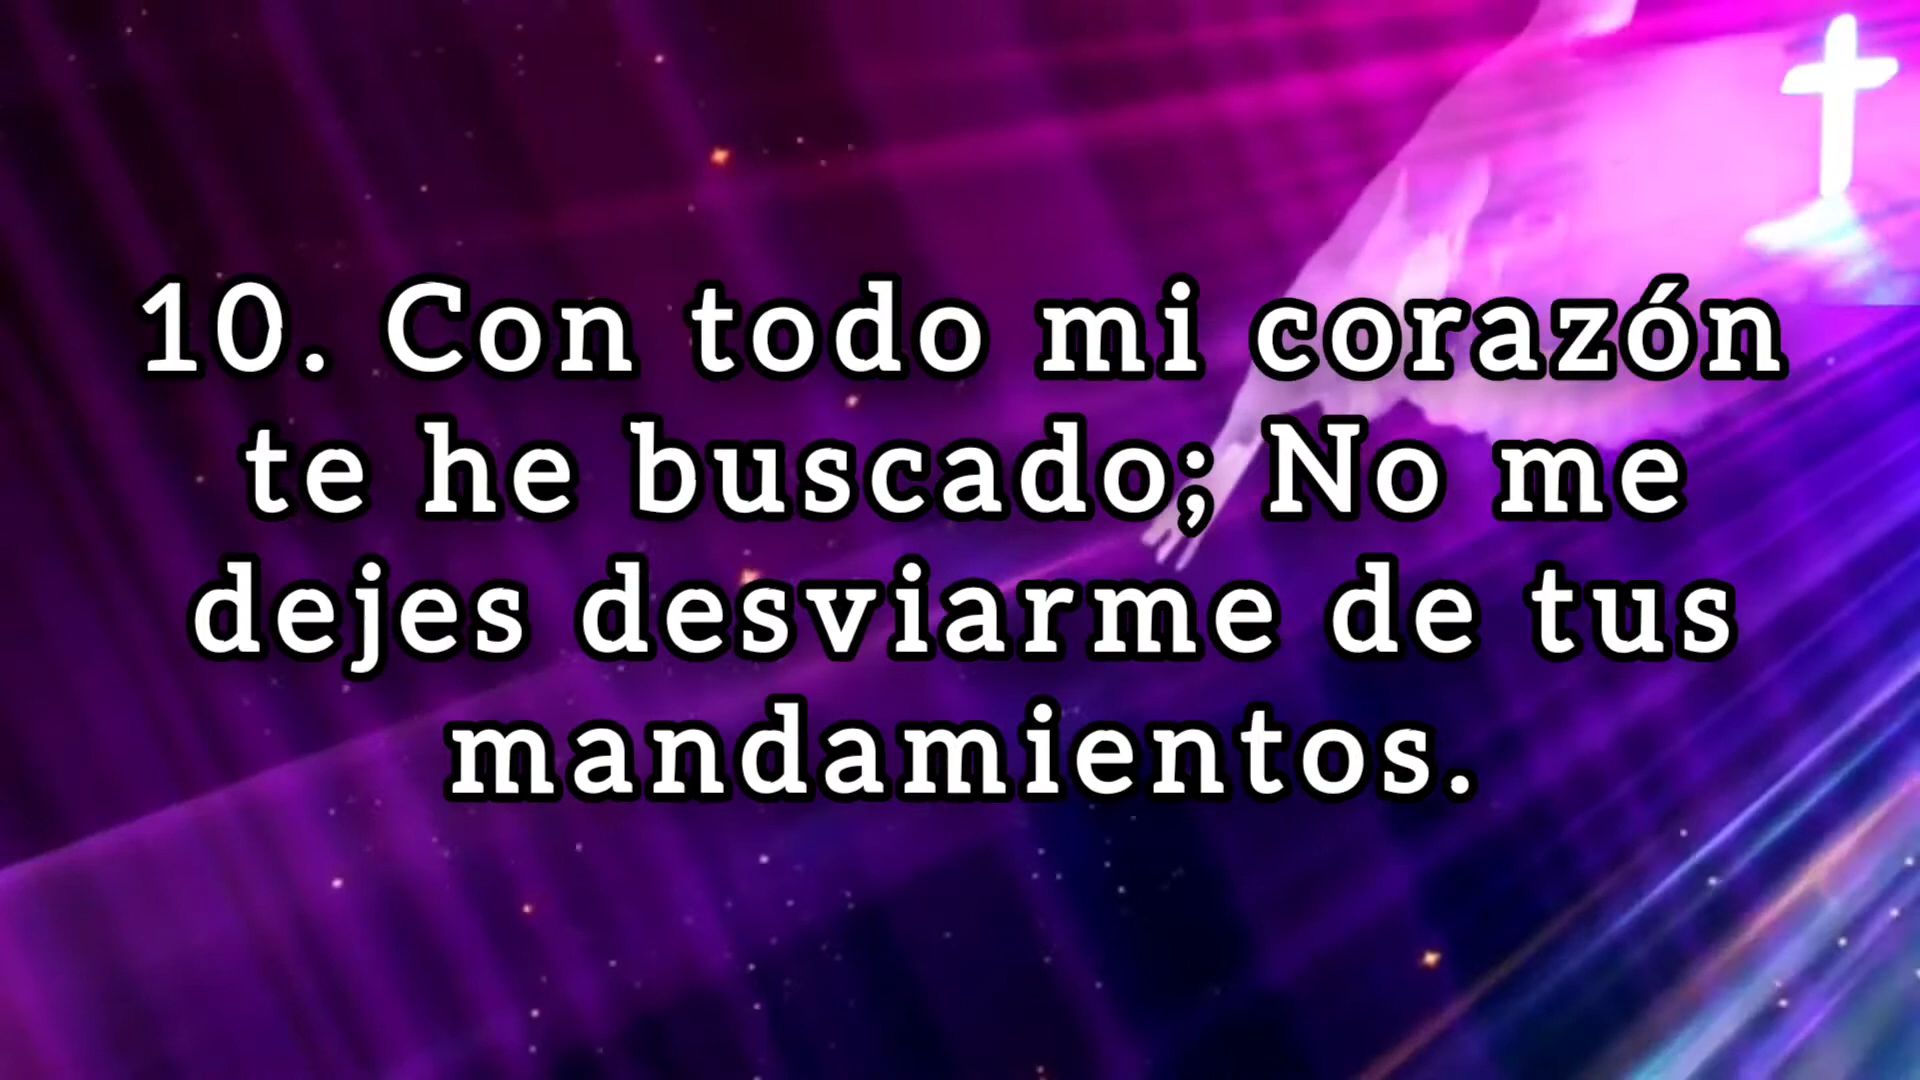 10. Con todo mi corazón
te he buscado; No me
dejes desviarme de tus
mandamientos.